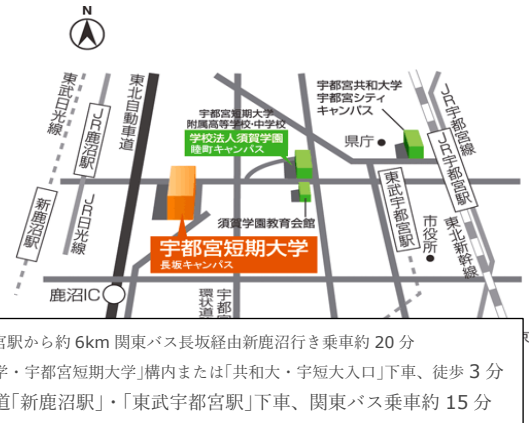 N
東武日光線
JR鹿沼駅
東北自動車道
宇都宮短期大学
附属高等学校・中学校
学校法人須賀学園
睦町キャンパス
宇都宮共和大学
宇都宮シティ
キャンパス
県庁
JR宇都宮線
JR宇都宮駅
新鹿沼駅
JR日光線
須賀学園教育会館
東武宇都宮駅
市役所
東北新幹線
宇都宮短期大学
長坂キャンパス
鹿沼IC
宇都宮
環状道
宮駅から約 6km 関東バス長坂経由新鹿沼行き乗車約 20 分
学・宇都宮短期大学」構内または「共和大・宇短大入口」下車、徒歩 3 分
道「新鹿沼駅」・「東武宇都宮駅」下車、関東バス乗車約 15 分